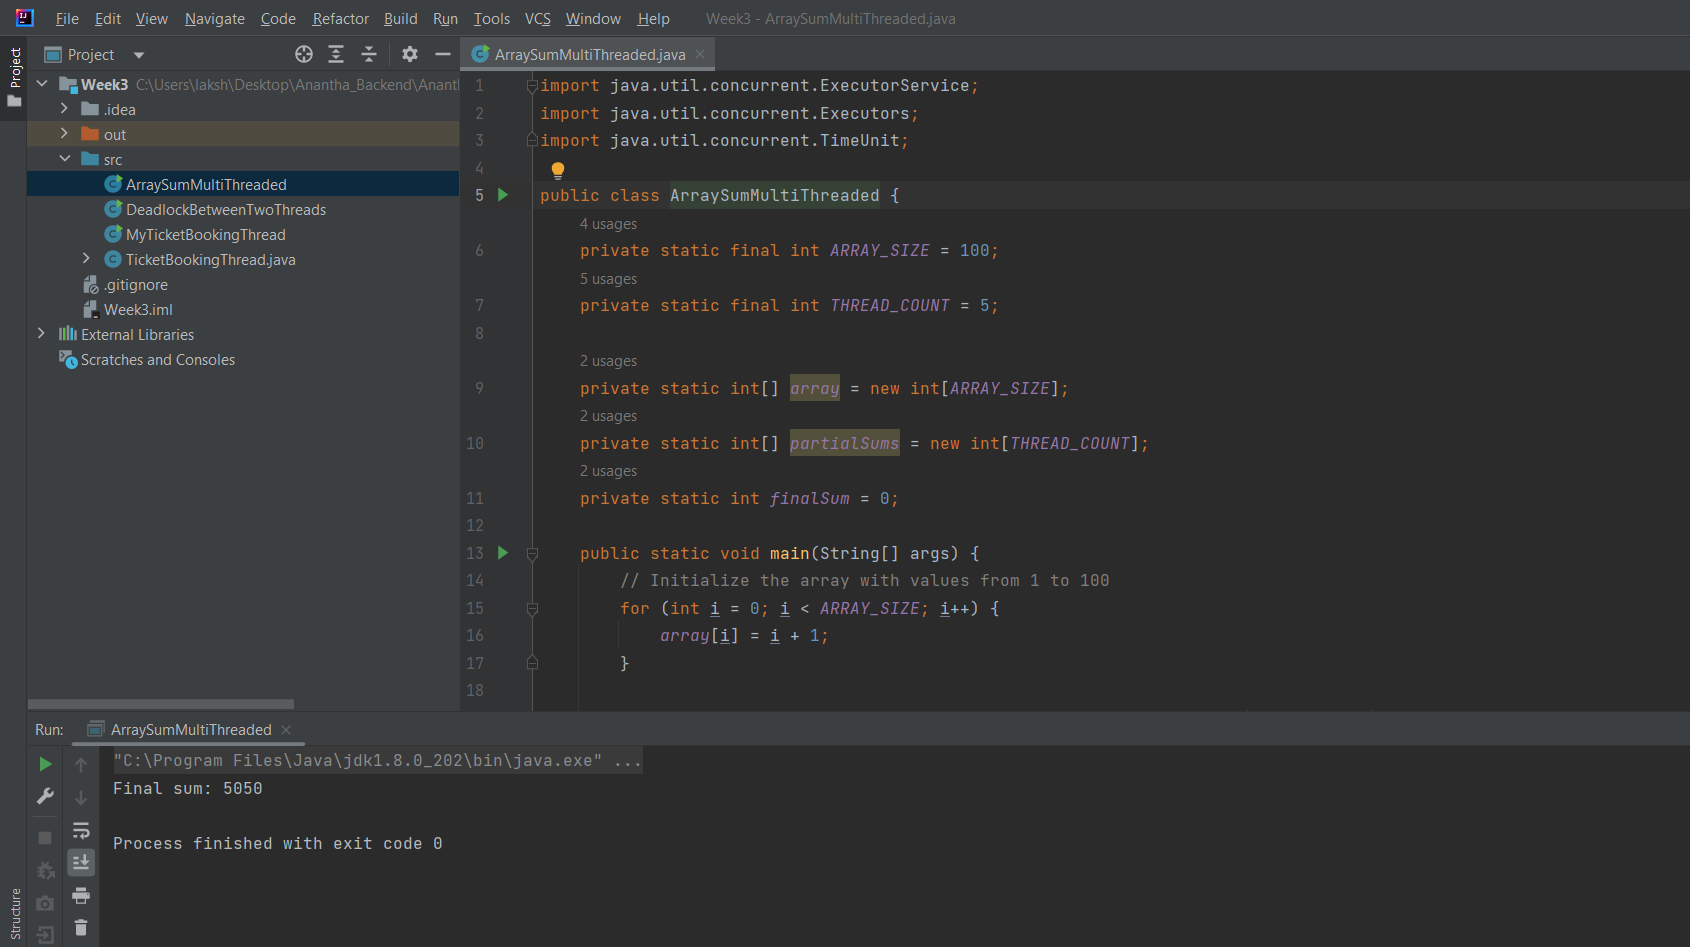 File Edit View Navigate Code Refactor Build Run Tools VCS Window Help Week3 - ArraySumMultiThreaded.java
Project
Project
Week3 C:\Users\laksh\Desktop\Anantha_Backend\Anant
.idea
out
src
ArraySumMultiThreaded
DeadlockBetweenTwoThreads
MyTicketBookingThread
TicketBookingThread.java
.gitignore
Week3.iml
External Libraries
Scratches and Consoles
ArraySumMultiThreaded.java
1 import java.util.concurrent.ExecutorService;
2 import java.util.concurrent.Executors;
3 import java.util.concurrent.TimeUnit;
4
5 public class ArraySumMultiThreaded {
4 usages
6 private static final int ARRAY_SIZE = 100;
5 usages
7 private static final int THREAD_COUNT = 5;
8
2 usages
9 private static int[] array = new int[ARRAY_SIZE];
2 usages
10 private static int[] partialSums = new int[THREAD_COUNT];
2 usages
11 private static int finalSum = 0;
12
13 public static void main(String[] args) {
14 // Initialize the array with values from 1 to 100
15 for (int i = 0; i < ARRAY_SIZE; i++) {
16 array[i] = i + 1;
17 }
18
Run: ArraySumMultiThreaded
"C:\Program Files\Java\jdk1.8.0_202\bin\java.exe" ...
Final sum: 5050
Process finished with exit code 0
Structure